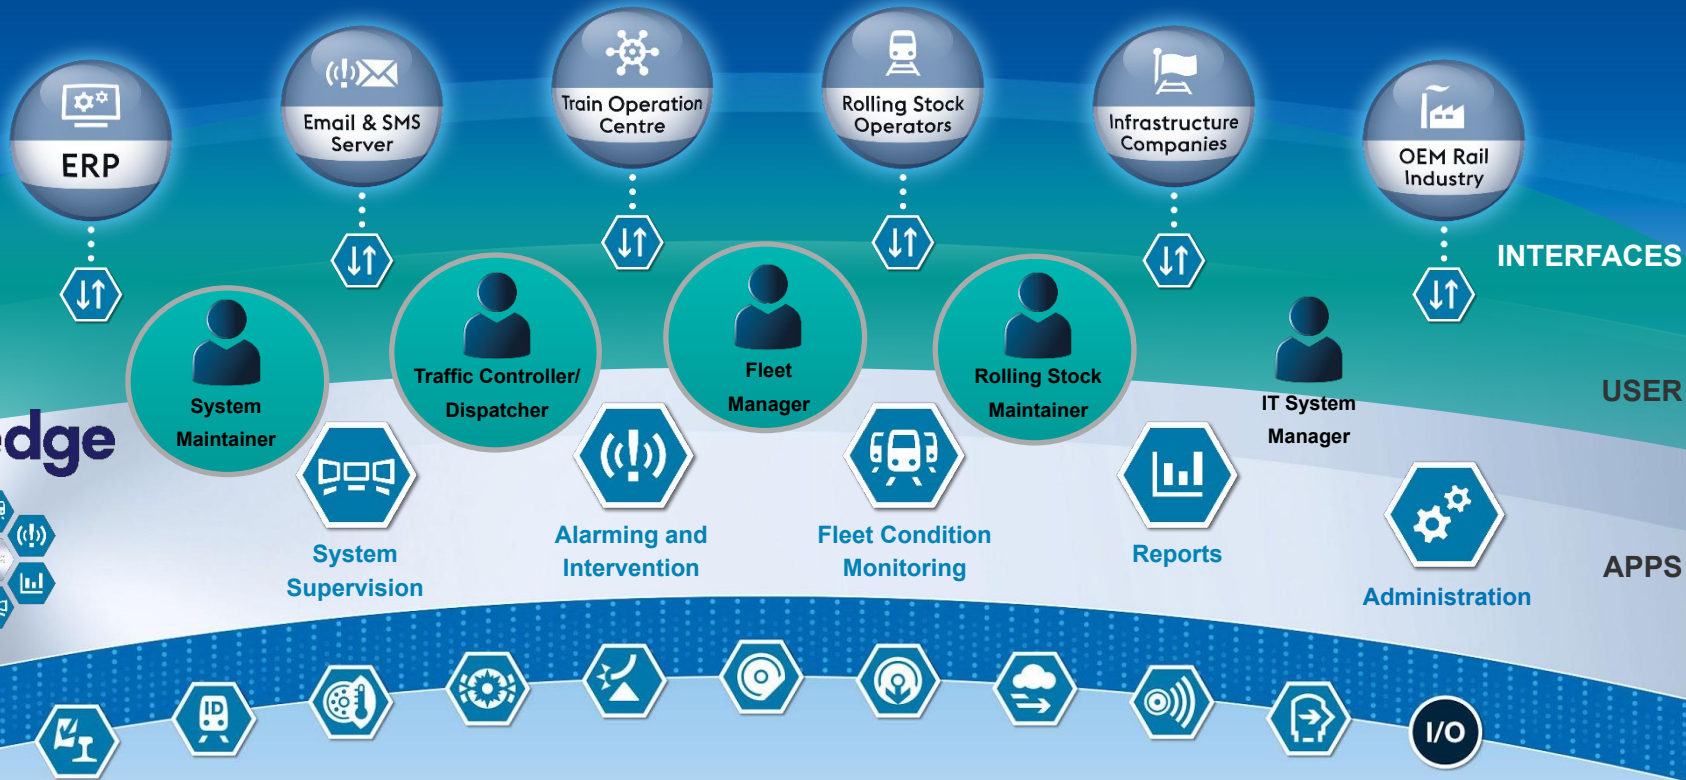 ERP
Email & SMS
Server
Train Operation
Centre
Rolling Stock
Operators
Infrastructure
Companies
OEM Rail
Industry
INTERFACES
System
Maintainer
Traffic Controller/
Dispatcher
Fleet
Manager
Rolling Stock
Maintainer
IT System
Manager
USER
edge
System
Supervision
Alarming and
Intervention
Fleet Condition
Monitoring
Reports
Administration
APPS
ID
I/O